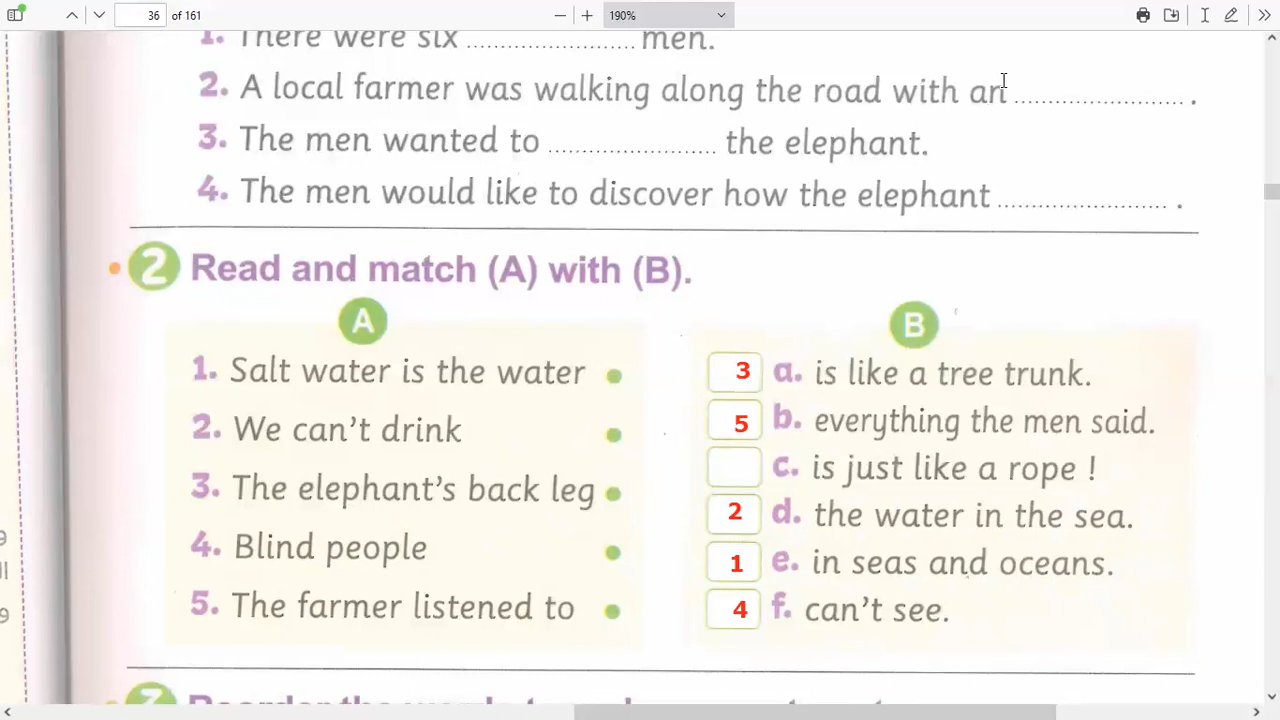 36 of 161
190%
1. There were six ..................... men.
2. A local farmer was walking along the road with an ..................... .
3. The men wanted to ..................... the elephant.
4. The men would like to discover how the elephant ..................... .
2 Read and match (A) with (B).
A
1. Salt water is the water
2. We can't drink
3. The elephant's back leg
4. Blind people
5. The farmer listened to
B
3 a. is like a tree trunk.
5 b. everything the men said.
c. is just like a rope !
2 d. the water in the sea.
1 e. in seas and oceans.
4 f. can't see.